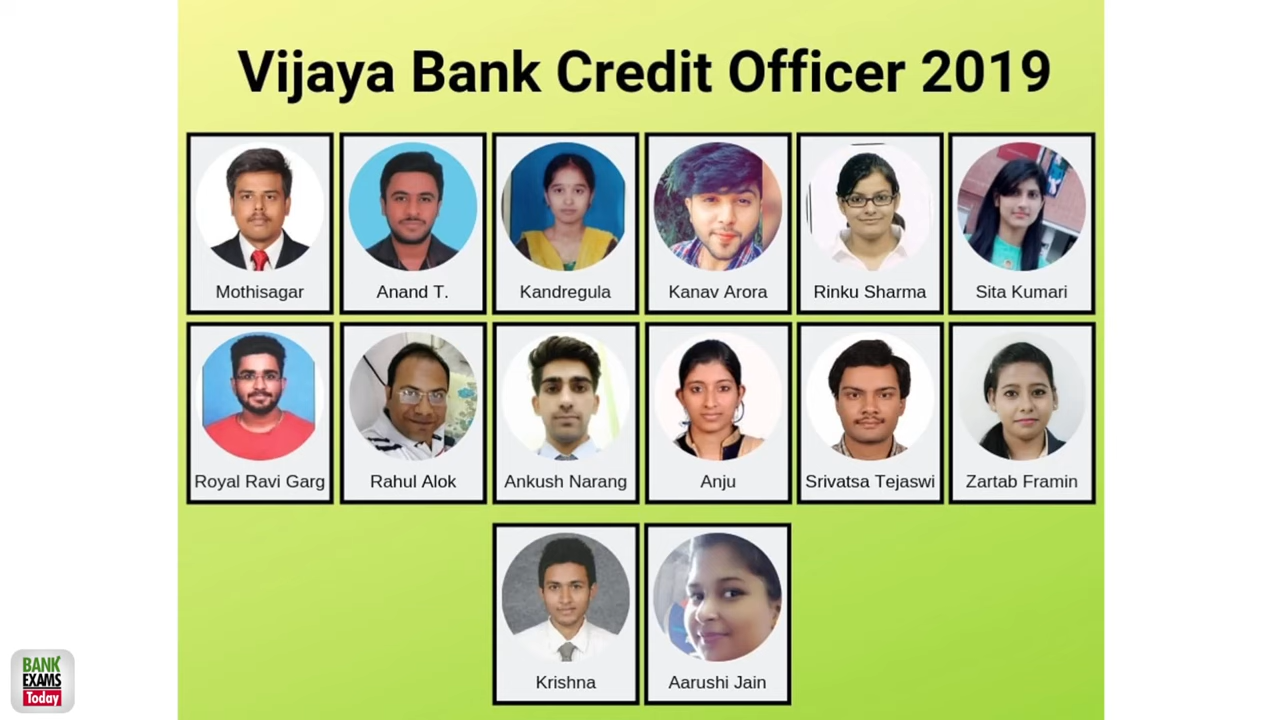 Vijaya Bank Credit Officer 2019
Mothisagar
Anand T.
Kandregula
Kanav Arora
Rinku Sharma
Sita Kumari
Royal Ravi Garg
Rahul Alok
Ankush Narang
Anju
Srivatsa Tejaswi
Zartab Framin
Krishna
Aarushi Jain
BANK
EXAMS
Today